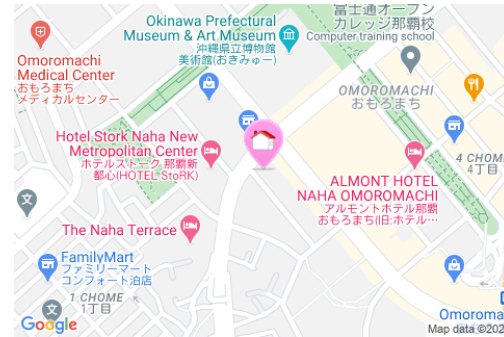 Okinawa Prefectural
Museum & Art Museum
沖縄県立博物館
美術館(おきみゅー)
富士通オープン
カレッジ那覇校
Computer training school
Omoromachi
Medical Center
おもろまち
メディカルセンター
OMOROMACHI
おもろまち
Hotel Stork Naha New
Metropolitan Center
ホテルストーク 那覇新
都心(HOTEL StoRK)
4 CHOME
4丁目
ALMONT HOTEL
NAHA OMOROMACHI
アルモントホテル那覇
おもろまち(旧:ホテル…
The Naha Terrace
FamilyMart
ファミリーマート
コンフォート泊店
1 CHOME
1丁目
文
文
Omoroma
Google
Map data ©202